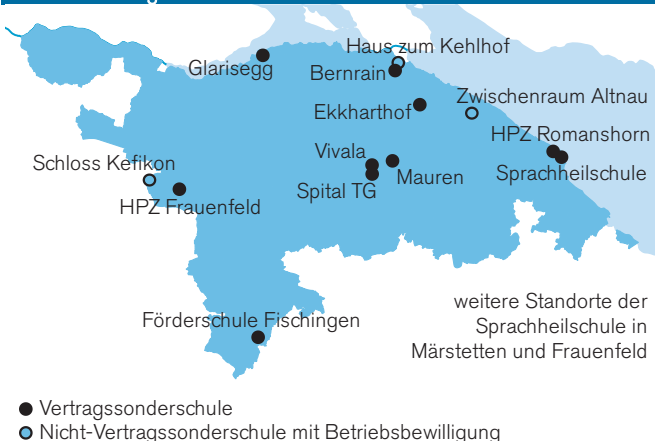 Haus zum Kehlhof
Glarisegg
Bernrain
Zwischenraum Altnau
Ekkharthof
HPZ Romanshorn
Vivala
Schloss Kefikon
Mauren
Sprachheilschule
Spital TG
HPZ Frauenfeld
weitere Standorte der
Sprachheilschule in
Märstetten und Frauenfeld
Förderschule Fischingen
Vertragssonderschule
Nicht-Vertragssonderschule mit Betriebsbewilligung